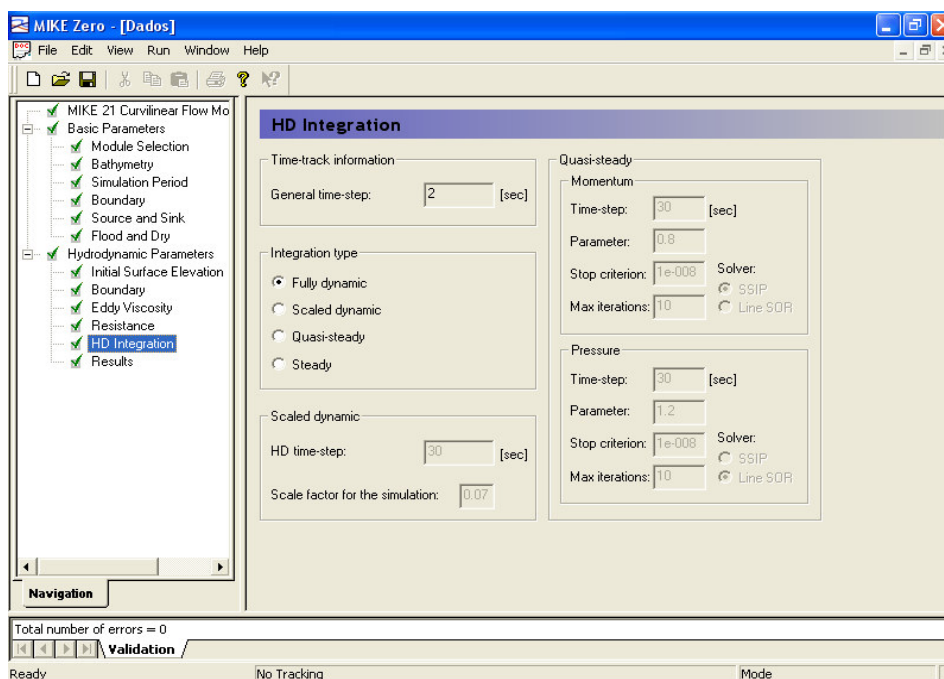 MIKE Zero - [Dados]
File Edit View Run Window Help
MIKE 21 Curvilinear Flow Mo
Basic Parameters
Module Selection
Bathymetry
Simulation Period
Boundary
Source and Sink
Flood and Dry
Hydrodynamic Parameters
Initial Surface Elevation
Boundary
Eddy Viscosity
Resistance
HD Integration
Results
Navigation
HD Integration
Time-track information
General time-step: 2 [sec]
Integration type
Fully dynamic
Scaled dynamic
Quasi-steady
Steady
Scaled dynamic
HD time-step: 30 [sec]
Scale factor for the simulation: 0.07
Quasi-steady
Momentum
Time-step: 30 [sec]
Parameter: 0.8
Stop criterion: 1e-008 Solver:
SSIP
Max iterations: 10 Line SOR
Pressure
Time-step: 30 [sec]
Parameter: 1.2
Stop criterion: 1e-008 Solver:
SSIP
Max iterations: 10 Line SOR
Total number of errors = 0
Validation
Ready No Tracking Mode